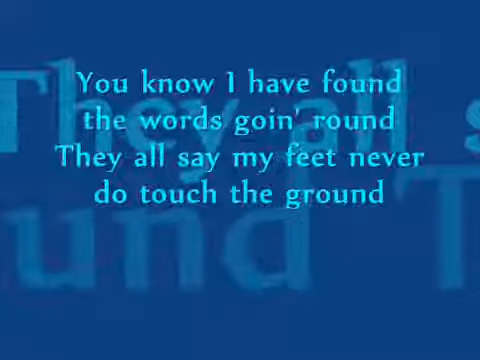 You know I have found
the words goin' round
They all say my feet never
do touch the ground